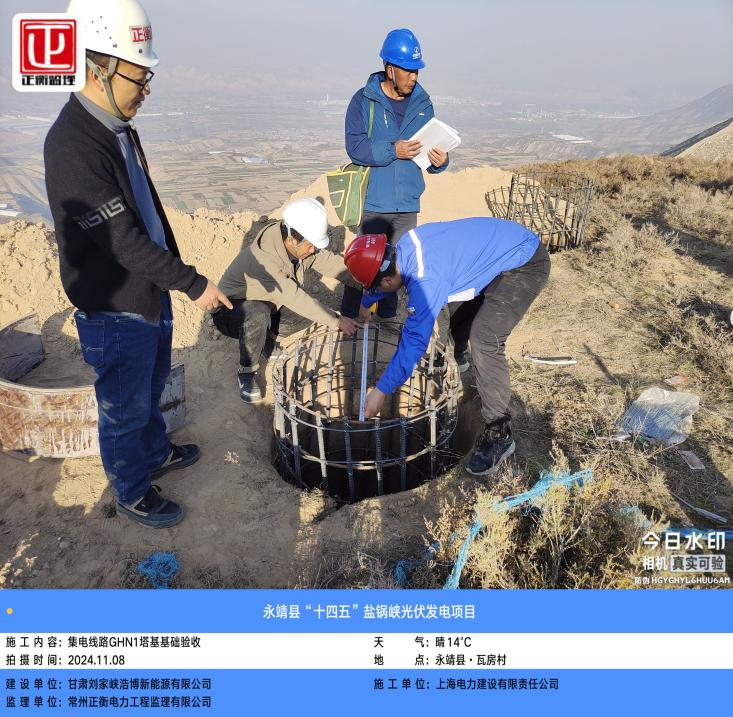 正衡监理
正衡
今日水印
相机 真实可验
防伪 HGYGHYL6HUU6AM
永靖县“十四五”盐锅峡光伏发电项目
施工内容：集电线路GHN1塔基基础验收
天气：晴14℃
拍摄时间：2024.11.08
地点：永靖县·瓦房村
建设单位：甘肃刘家峡浩博新能源有限公司
施工单位：上海电力建设有限责任公司
监理单位：常州正衡电力工程监理有限公司